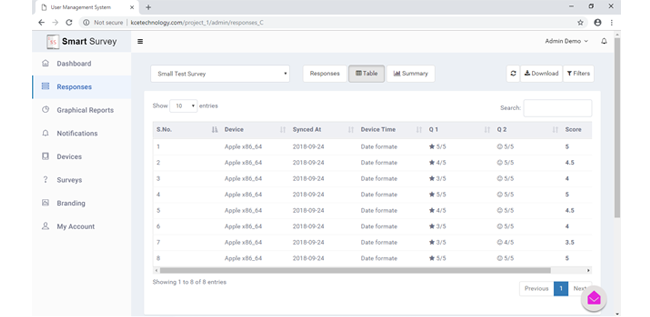 User Management System
Not secure | kcetechnology.com/project_1/admin/responses_C
Smart Survey
Admin Demo
Dashboard
Responses
Graphical Reports
Notifications
Devices
Surveys
Branding
My Account
Small Test Survey
Responses Table Summary
Download Filters
Show 10 entries
Search:
S.No. Device Synced At Device Time Q 1 Q 2 Score
1 Apple x86_64 2018-09-24 Date formate 5/5 5/5 5
2 Apple x86_64 2018-09-24 Date formate 4/5 5/5 4.5
3 Apple x86_64 2018-09-24 Date formate 3/5 5/5 4
4 Apple x86_64 2018-09-24 Date formate 5/5 5/5 5
5 Apple x86_64 2018-09-24 Date formate 4/5 5/5 4.5
6 Apple x86_64 2018-09-24 Date formate 3/5 5/5 4
7 Apple x86_64 2018-09-24 Date formate 3/5 4/5 3.5
8 Apple x86_64 2018-09-24 Date formate 5/5 5/5 5
Showing 1 to 8 of 8 entries
Previous 1 Next